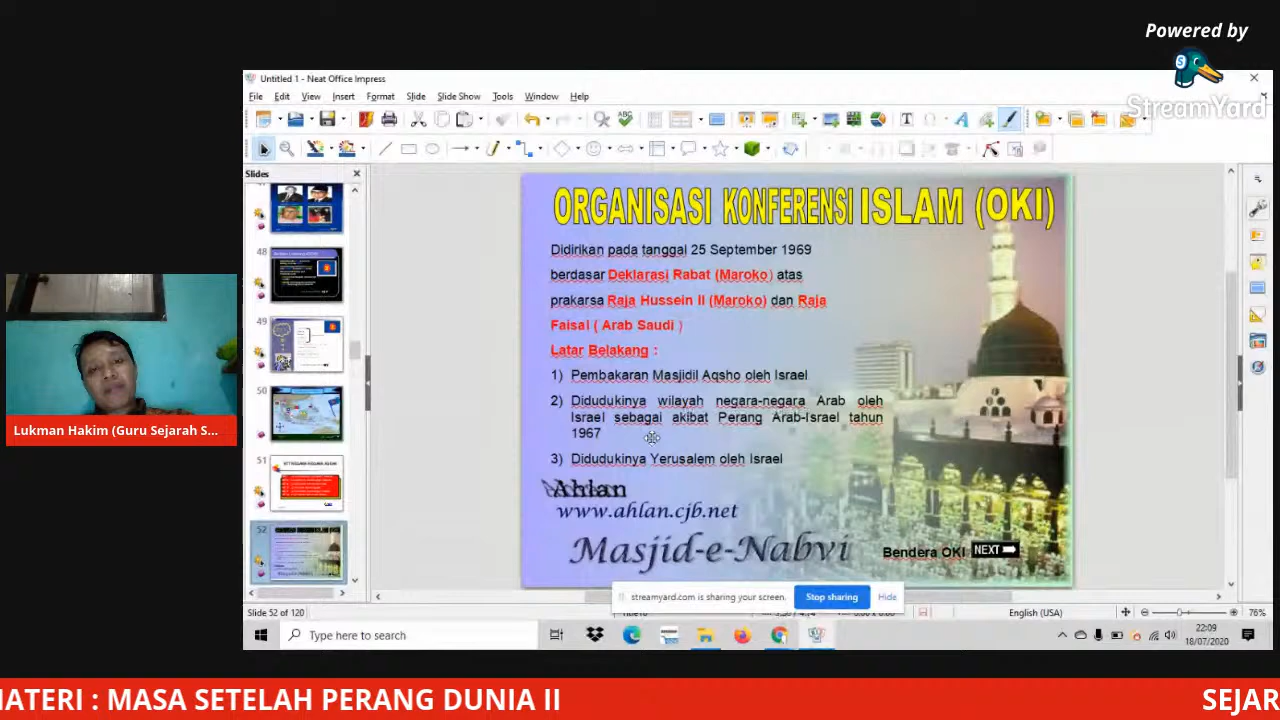 Powered by
StreamYard
Untitled 1 - Neat Office Impress
File Edit View Insert Format Slide Slide Show Tools Window Help
Slides
48
49
50
51
52
ORGANISASI KONFERENSI ISLAM (OKI)
Didirikan pada tanggal 25 September 1969
berdasar Deklarasi Rabat (Maroko) atas
prakarsa Raja Hussein II (Maroko) dan Raja
Faisal ( Arab Saudi )
Latar Belakang :
1) Pembakaran Masjidil Aqsho oleh Israel
2) Didudukinya wilayah negara-negara Arab oleh
Israel sebagai akibat Perang Arab-Israel tahun
1967
3) Didudukinya Yerusalem oleh Israel
Ahlan
www.ahlan.cjb.net
Masjid-e-Nabvi
Bendera OKI NEXT
Lukman Hakim (Guru Sejarah S...
streamyard.com is sharing your screen. Stop sharing Hide
Slide 52 of 120
English (USA)
76%
Type here to search
22:09
18/07/2020
MATERI : MASA SETELAH PERANG DUNIA II
SEJAR